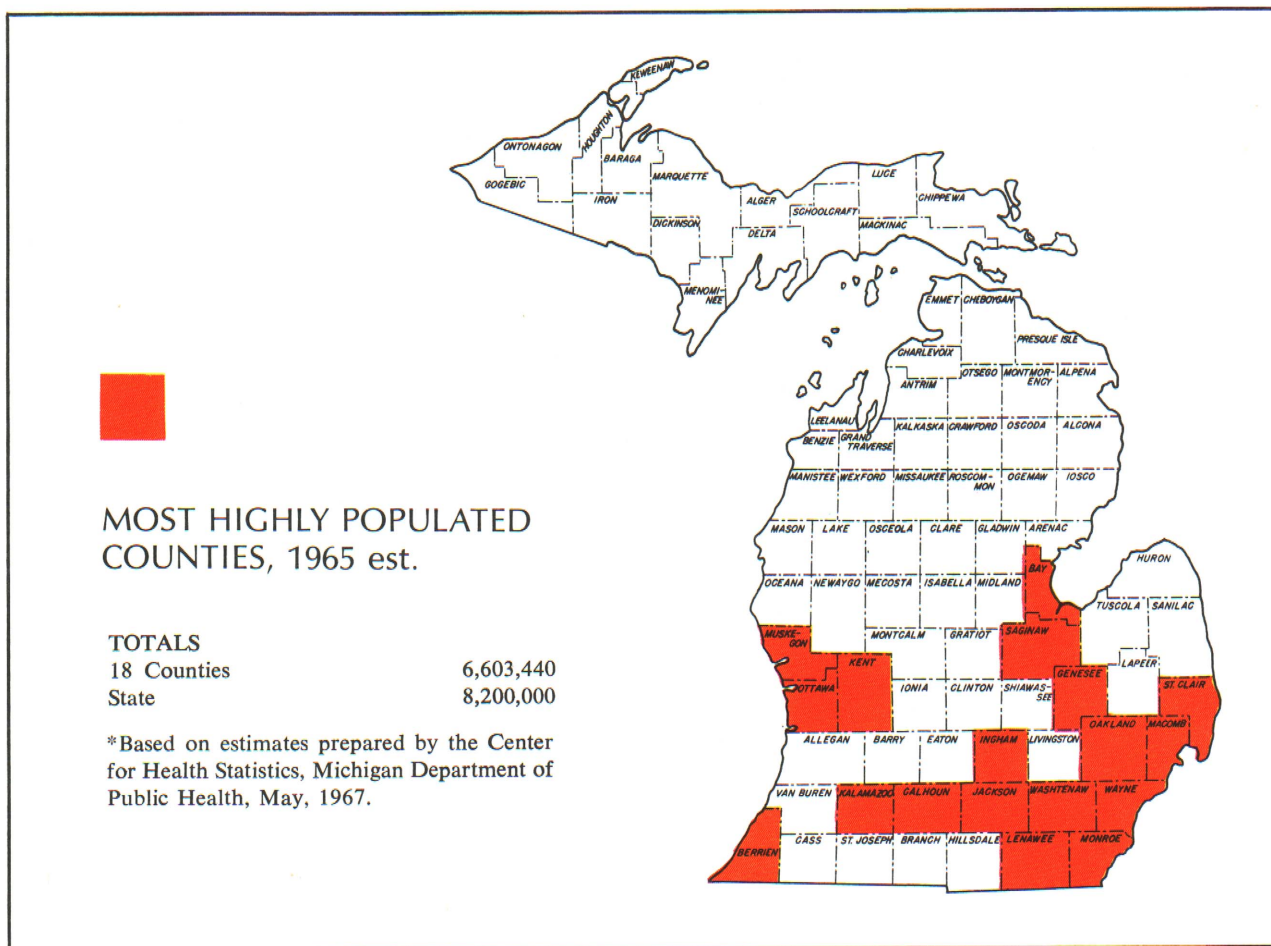 KEWEENAW
HOUGHTON
ONTONAGON
BARAGA
GOGEBIC
MARQUETTE
IRON
LUCE
ALGER
CHIPPEWA
SCHOOLCRAFT
DICKINSON
DELTA
MACKINAC
MENOMI-
NEE
EMMET CHEBOYGAN
PRESQUE ISLE
CHARLEVOIX
ANTRIM
OTSEGO
MONTMOR-
ENCY
ALPENA
LEELANAU
BENZIE
GRAND
TRAVERSE
KALKASKA CRAWFORD OSCODA ALCONA
MANISTEE WEXFORD MISSAUKEE
ROSCOM-
MON
OGEMAW IOSCO
MOST HIGHLY POPULATED
COUNTIES, 1965 est.
MASON LAKE OSCEOLA CLARE GLADWIN ARENAC
HURON
BAY
OCEANA NEWAYGO MECOSTA ISABELLA MIDLAND
TUSCOLA SANILAC
TOTALS
18 Counties 6,603,440
State 8,200,000
MUSKE-
GON
MONTCALM GRATIOT SAGINAW
KENT
LAPEER
GENESEE
OTTAWA
IONIA CLINTON
SHIAWAS-
SEE
ST. CLAIR
OAKLAND MACOMB
*Based on estimates prepared by the Center
for Health Statistics, Michigan Department of
Public Health, May, 1967.
ALLEGAN BARRY EATON INGHAM LIVINGSTON
VAN BUREN KALAMAZOO CALHOUN JACKSON WASHTENAW WAYNE
BERRIEN CASS ST. JOSEPH BRANCH HILLSDALE LENAWEE MONROE